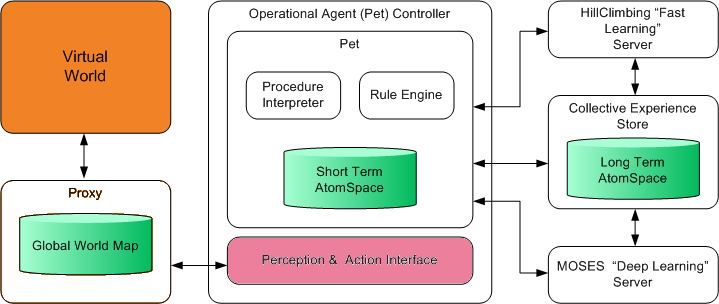 Virtual
World
Proxy
Global World Map
Operational Agent (Pet) Controller
Pet
Procedure
Interpreter
Rule Engine
Short Term
AtomSpace
Perception & Action Interface
HillClimbing “Fast
Learning”
Server
Collective Experience
Store
Long Term
AtomSpace
MOSES “Deep Learning”
Server